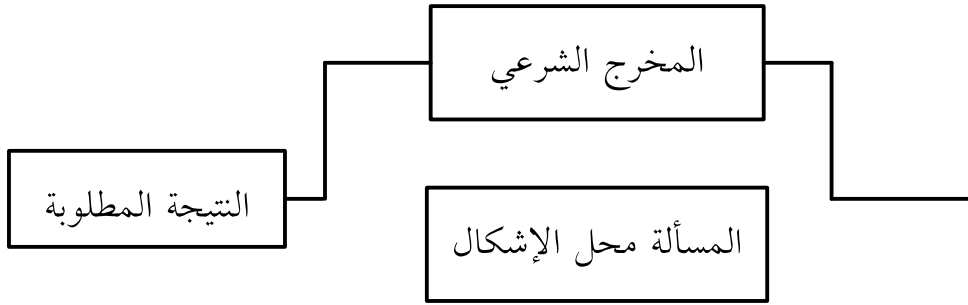 المخرج الشرعي
النتيجة المطلوبة
المسألة محل الإشكال